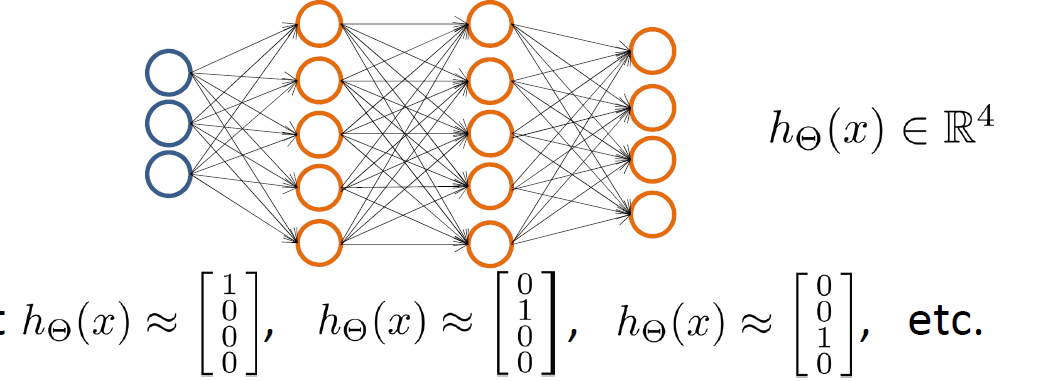 h_Θ(x) ∈ ℝ⁴
h_Θ(x) ≈ [1 0 0 0], h_Θ(x) ≈ [0 1 0 0], h_Θ(x) ≈ [0 0 1 0], etc.